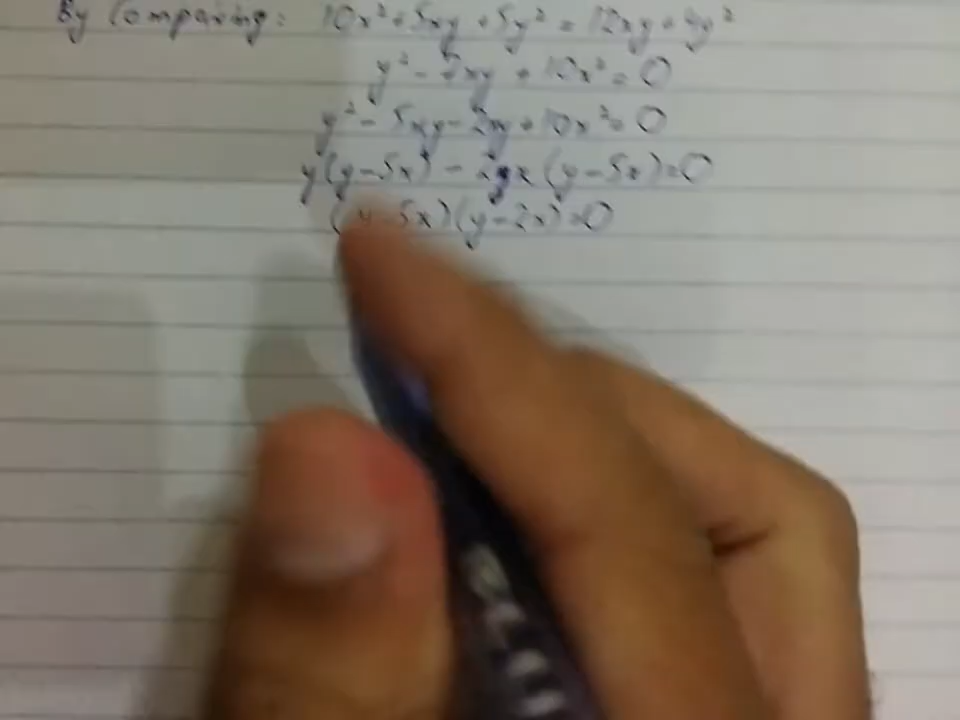 By Comparing: 10x² + 5xy + 5y² = 12xy + 4y²
y² - 7xy + 10x² = 0
y² - 5xy - 2xy + 10x² = 0
y(y-5x) - 2x(y-5x) = 0
(y-5x)(y-2x) = 0